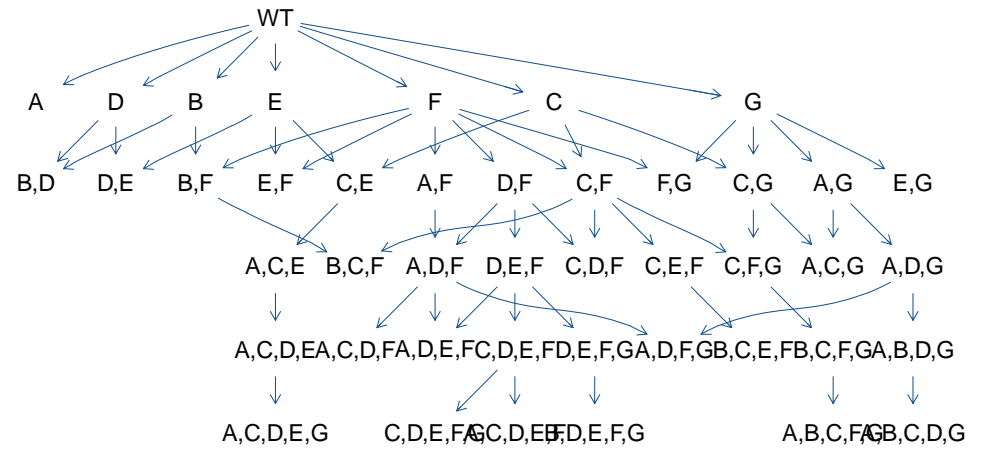 WT
A D B E F C G
B,D D,E B,F E,F C,E A,F D,F C,F F,G C,G A,G E,G
A,C,E B,C,F A,D,F D,E,F C,D,F C,E,F C,F,G A,C,G A,D,G
A,C,D,E A,C,D,F A,D,E,F C,D,E,F D,E,F,G A,D,F,G B,C,E,F B,C,F,G A,B,D,G
A,C,D,E,G C,D,E,F,G A,C,D,E,F B,D,E,F,G A,B,C,F,G A,B,C,D,G